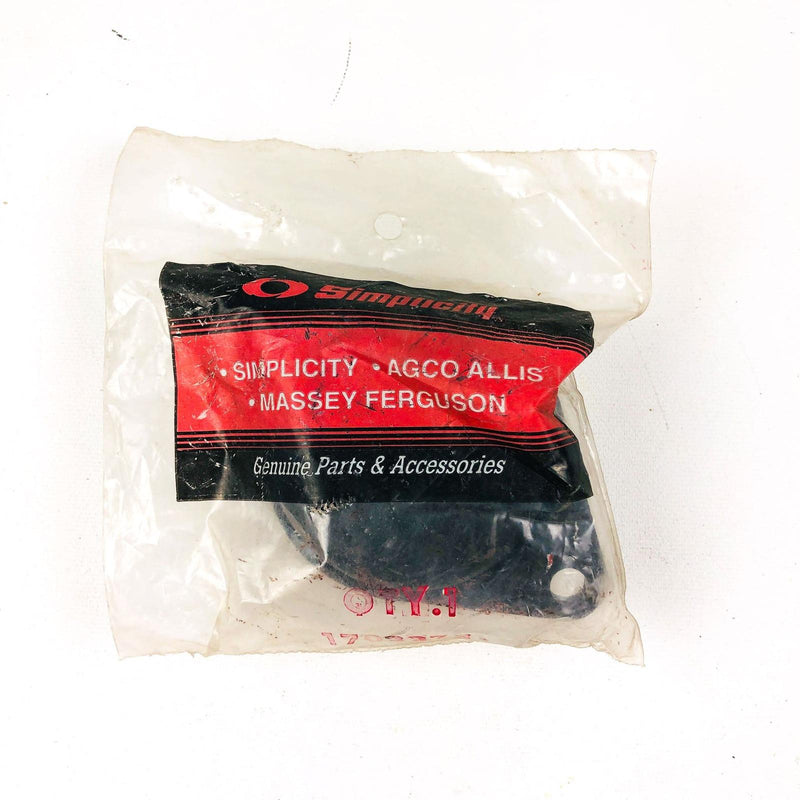 Simplicity
• SIMPLICITY • AGCO ALLIS
• MASSEY FERGUSON
Genuine Parts & Accessories
QTY.1